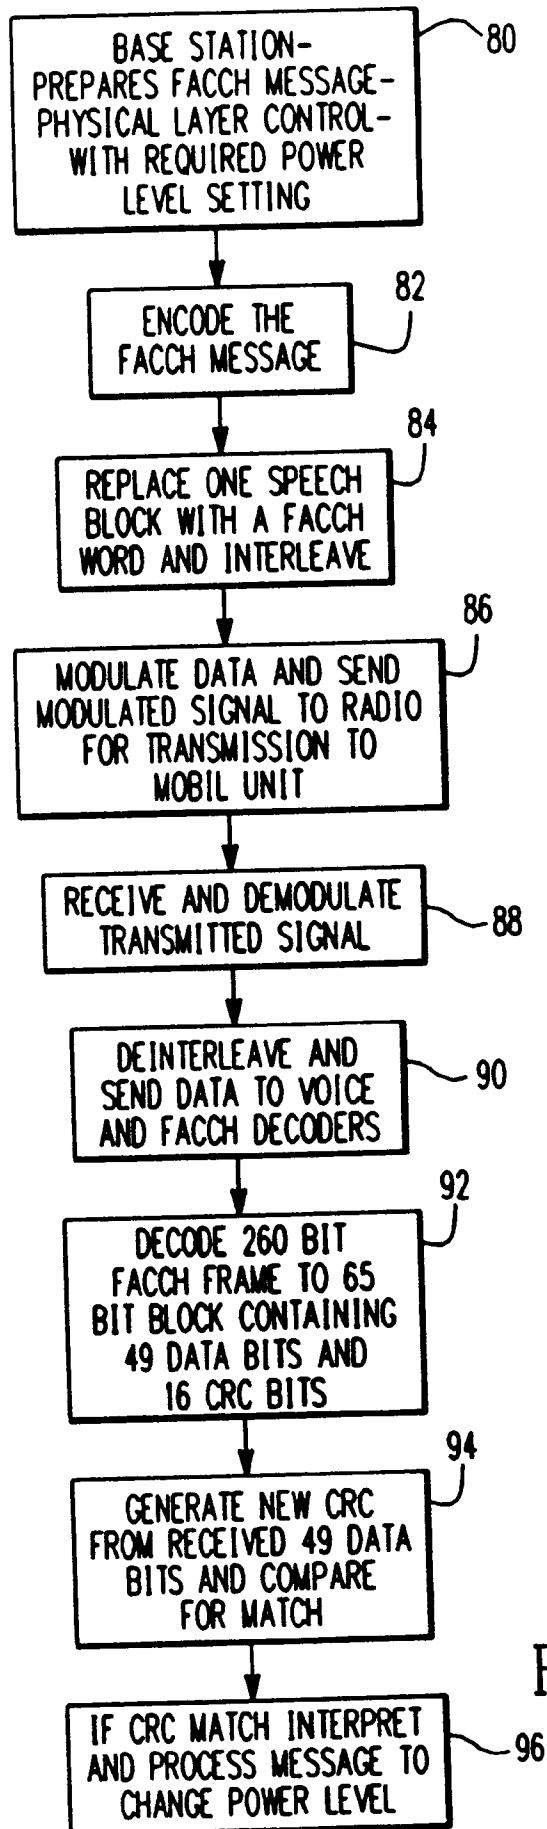 BASE STATION-
PREPARES FACCH MESSAGE-
PHYSICAL LAYER CONTROL-
WITH REQUIRED POWER
LEVEL SETTING
80
ENCODE THE
FACCH MESSAGE
82
REPLACE ONE SPEECH
BLOCK WITH A FACCH
WORD AND INTERLEAVE
84
MODULATE DATA AND SEND
MODULATED SIGNAL TO RADIO
FOR TRANSMISSION TO
MOBIL UNIT
86
RECEIVE AND DEMODULATE
TRANSMITTED SIGNAL
88
DEINTERLEAVE AND
SEND DATA TO VOICE
AND FACCH DECODERS
90
DECODE 260 BIT
FACCH FRAME TO 65
BIT BLOCK CONTAINING
49 DATA BITS AND
16 CRC BITS
92
GENERATE NEW CRC
FROM RECEIVED 49 DATA
BITS AND COMPARE
FOR MATCH
94
IF CRC MATCH INTERPRET
AND PROCESS MESSAGE TO
CHANGE POWER LEVEL
96